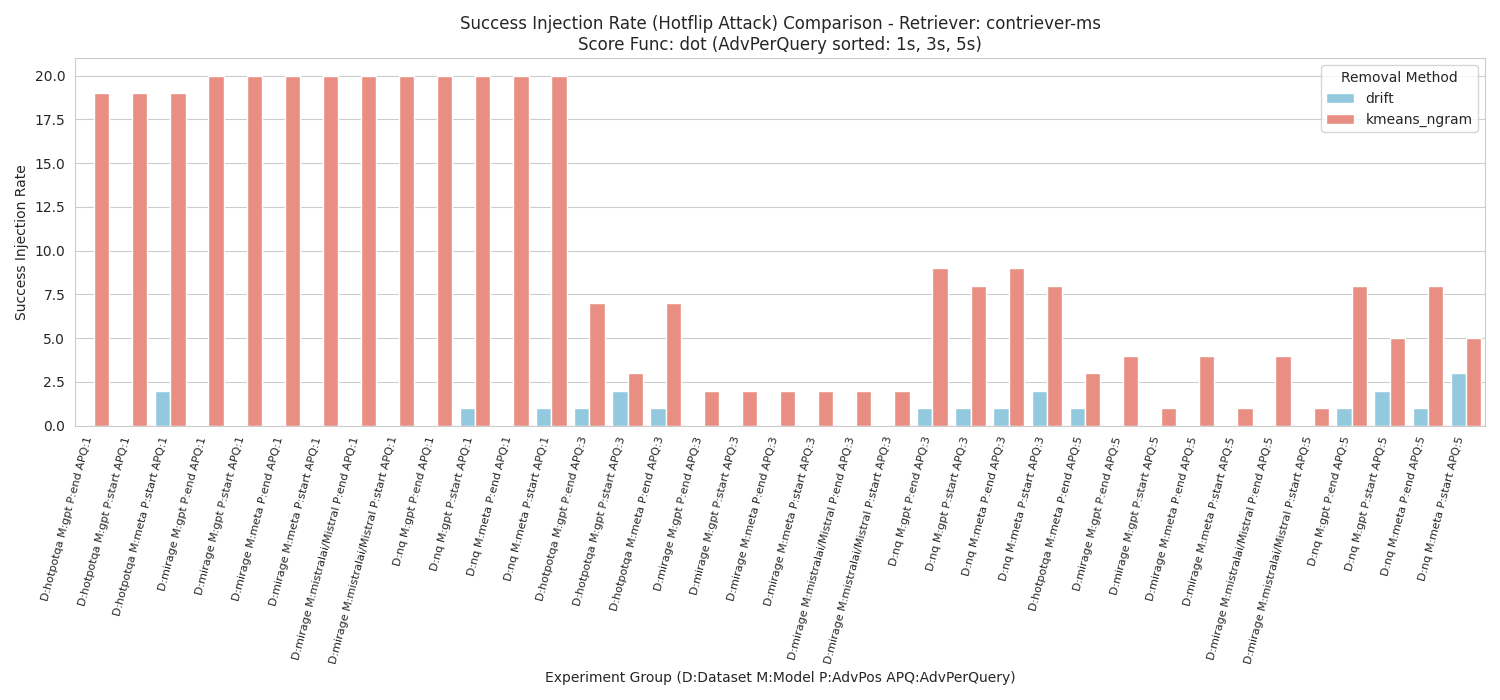 Success Injection Rate (Hotflip Attack) Comparison - Retriever: contriever-ms
Score Func: dot (AdvPerQuery sorted: 1s, 3s, 5s)
Removal Method
drift
kmeans_ngram
Success Injection Rate
20.0
17.5
15.0
12.5
10.0
7.5
5.0
2.5
0.0
D:hotpotqa M:gpt P:end APQ:1
D:hotpotqa M:gpt P:start APQ:1
D:hotpotqa M:meta P:start APQ:1
D:mirage M:gpt P:end APQ:1
D:mirage M:gpt P:start APQ:1
D:mirage M:meta P:end APQ:1
D:mirage M:meta P:start APQ:1
D:mirage M:mistralai/Mistral P:end APQ:1
D:mirage M:mistralai/Mistral P:start APQ:1
D:nq M:gpt P:end APQ:1
D:nq M:gpt P:start APQ:1
D:nq M:meta P:end APQ:1
D:nq M:meta P:start APQ:1
D:hotpotqa M:gpt P:end APQ:3
D:hotpotqa M:gpt P:start APQ:3
D:hotpotqa M:meta P:end APQ:3
D:mirage M:gpt P:end APQ:3
D:mirage M:gpt P:start APQ:3
D:mirage M:meta P:end APQ:3
D:mirage M:meta P:start APQ:3
D:mirage M:mistralai/Mistral P:end APQ:3
D:mirage M:mistralai/Mistral P:start APQ:3
D:nq M:gpt P:end APQ:3
D:nq M:gpt P:start APQ:3
D:nq M:meta P:end APQ:3
D:nq M:meta P:start APQ:3
D:hotpotqa M:meta P:end APQ:5
D:mirage M:gpt P:end APQ:5
D:mirage M:gpt P:start APQ:5
D:mirage M:meta P:end APQ:5
D:mirage M:meta P:start APQ:5
D:mirage M:mistralai/Mistral P:end APQ:5
D:mirage M:mistralai/Mistral P:start APQ:5
D:nq M:gpt P:end APQ:5
D:nq M:gpt P:start APQ:5
D:nq M:meta P:end APQ:5
D:nq M:meta P:start APQ:5
Experiment Group (D:Dataset M:Model P:AdvPos APQ:AdvPerQuery)